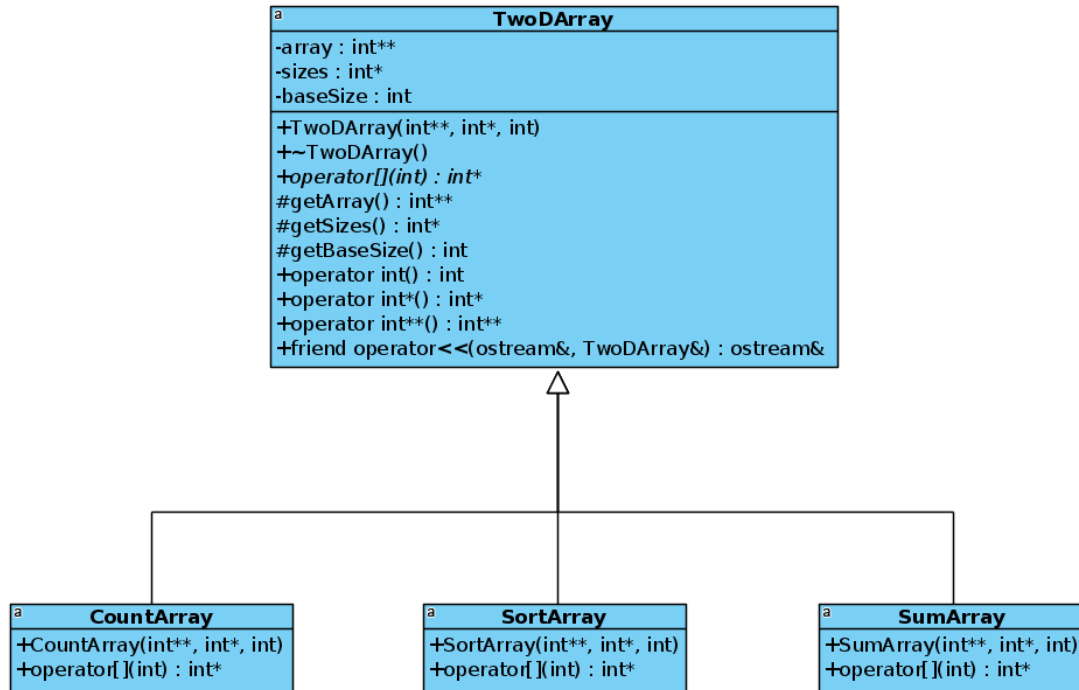 a
TwoDArray
-array : int**
-sizes : int*
-baseSize : int
+TwoDArray(int**, int*, int)
+~TwoDArray()
+operator[](int) : int*
#getArray() : int**
#getSizes() : int*
#getBaseSize() : int
+operator int() : int
+operator int*() : int*
+operator int**() : int**
+friend operator<<(ostream&, TwoDArray&) : ostream&
a
CountArray
+CountArray(int**, int*, int)
+operator[](int) : int*
a
SortArray
+SortArray(int**, int*, int)
+operator[](int) : int*
a
SumArray
+SumArray(int**, int*, int)
+operator[](int) : int*